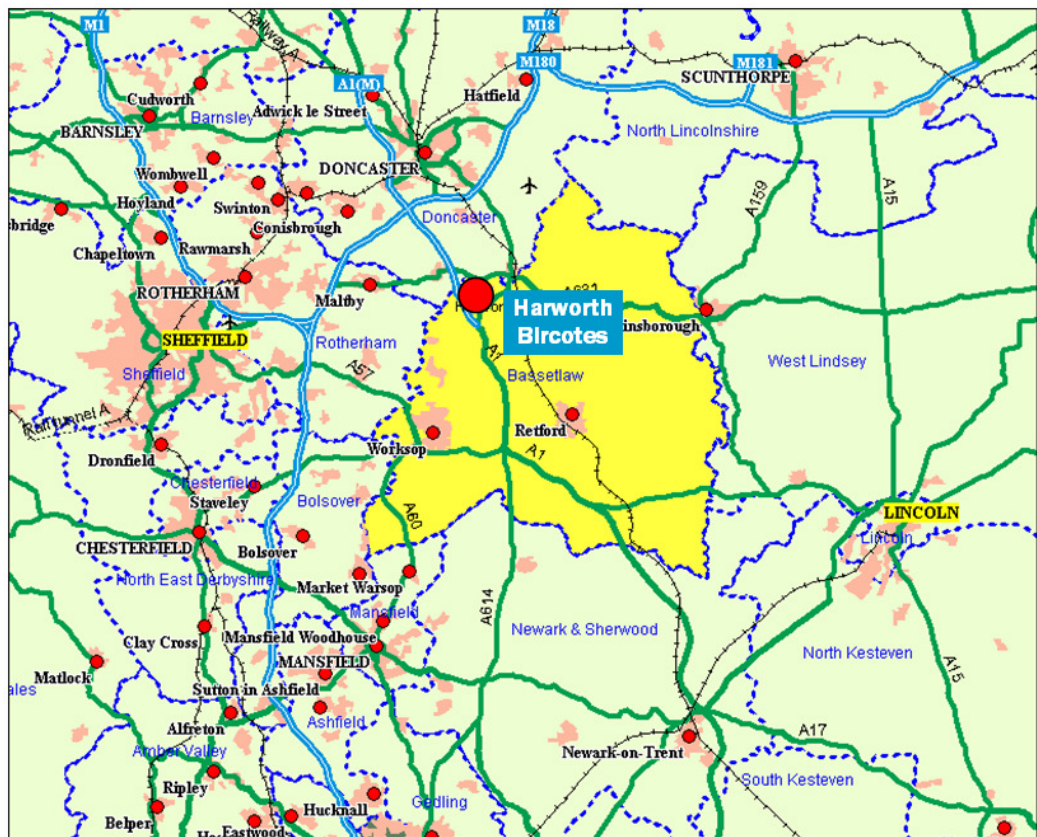 M1
Railway A
M18
M180
M181
SCUNTHORPE
A1(M)
Hatfield
Cudworth
Adwick le Street
Barnsley
BARNSLEY
North Lincolnshire
DONCASTER
Wombwell
A159
A15
Hoyland
Swinton
Doncaster
Conisbrough
Chapeltown
Rawmarsh
ROTHERHAM
Maltby
Harworth
Bircotes
SHEFFIELD
Rotherham
A1
West Lindsey
Sheffield
A57
Bassetlaw
Rail tunnel A
Retford
Worksop
Dronfield
A1
Chesterfield
Staveley
Bolsover
A60
LINCOLN
Lincoln
CHESTERFIELD
Bolsover
North East Derbyshire
Market Warsop
A614
Mansfield
Clay Cross
Mansfield Woodhouse
Newark & Sherwood
North Kesteven
MANSFIELD
Matlock
A15
Sutton in Ashfield
Ashfield
Alfreton
A17
Amber Valley
Newark-on-Trent
South Kesteven
Ripley
Gedling
Hucknall
Belper
Eastwood